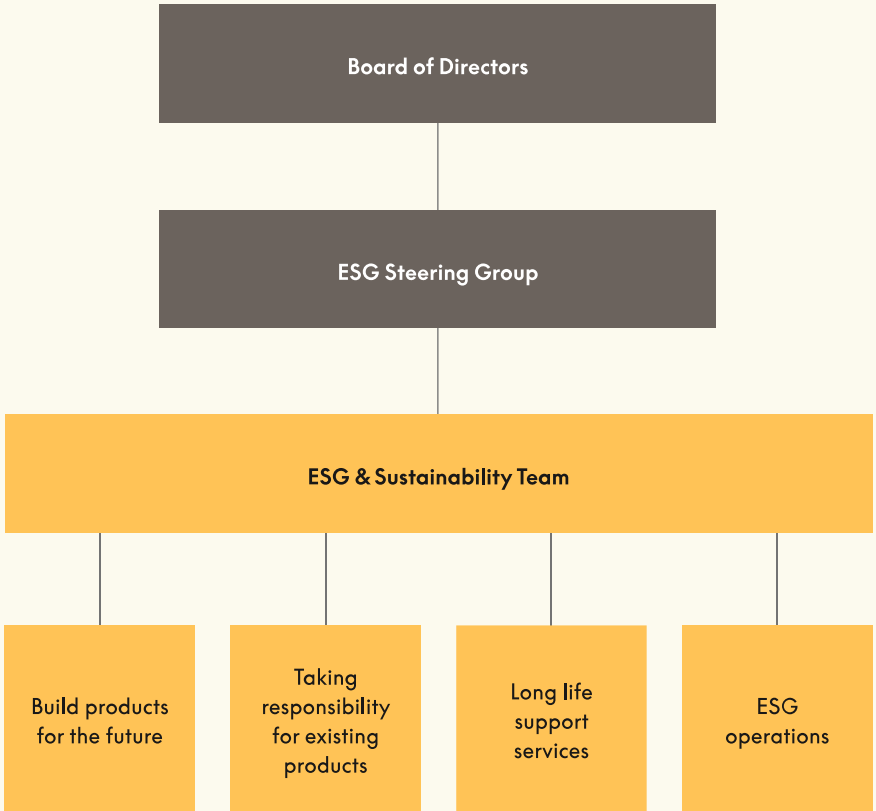 Board of Directors
ESG Steering Group
ESG & Sustainability Team
Build products
for the future
Taking
responsibility
for existing
products
Long life
support
services
ESG
operations